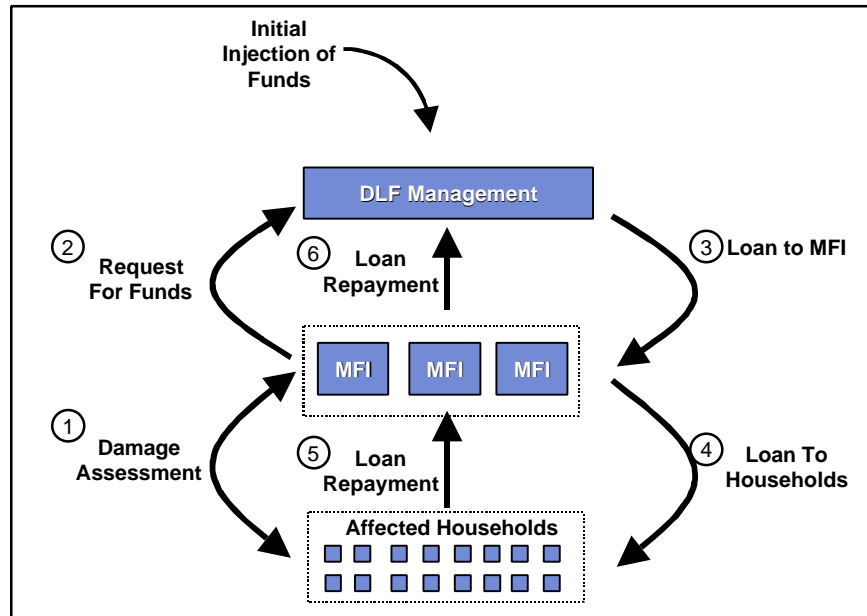 Initial
Injection of
Funds
DLF Management
2
Request
For Funds
6
Loan
Repayment
3
Loan to MFI
MFI
MFI
MFI
1
Damage
Assessment
5
Loan
Repayment
4
Loan To
Households
Affected Households